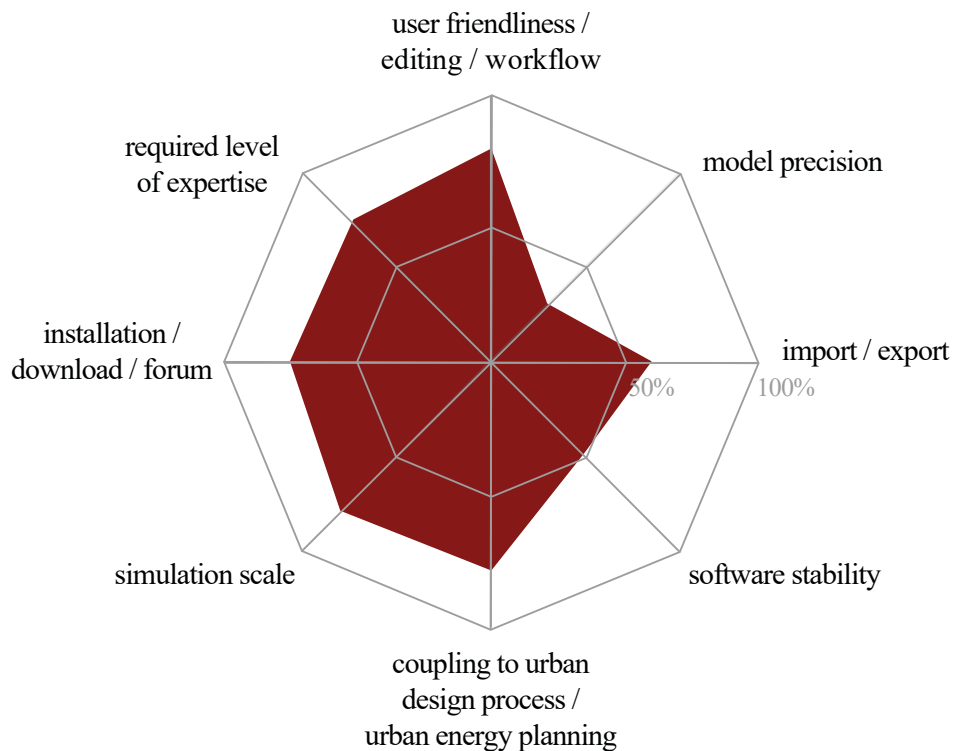 user friendliness /
editing / workflow
required level
of expertise
model precision
installation /
download / forum
import / export
50%
100%
simulation scale
software stability
coupling to urban
design process /
urban energy planning